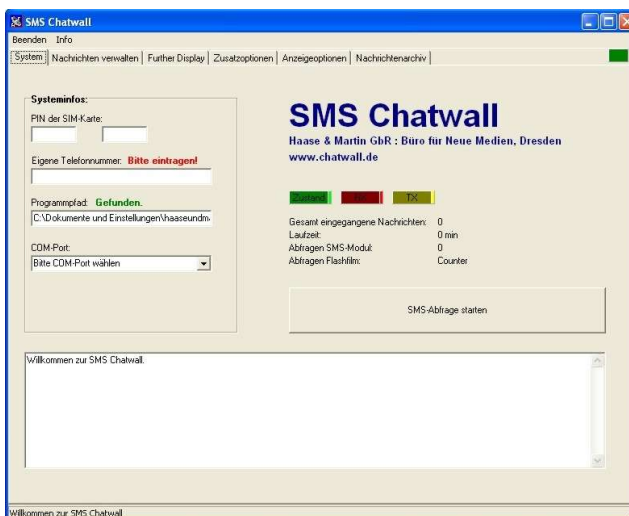 SMS Chatwall
Beenden Info
System Nachrichten verwalten Further Display Zusatzoptionen Anzeigeoptionen Nachrichtenarchiv
Systeminfos:
PIN der SIM-Karte:
Eigene Telefonnummer: Bitte eintragen!
Programmpfad: Gefunden.
C:\Dokumente und Einstellungen\haaseundm
COM-Port:
Bitte COM-Port wählen
SMS Chatwall
Haase & Martin GbR : Büro für Neue Medien, Dresden
www.chatwall.de
Zustand RX TX
Gesamt eingegangene Nachrichten: 0
Laufzeit: 0 min
Abfragen SMS-Modul: 0
Abfragen Flashfilm: Counter
SMS-Abfrage starten
Willkommen zur SMS Chatwall.
Willkommen zur SMS Chatwall